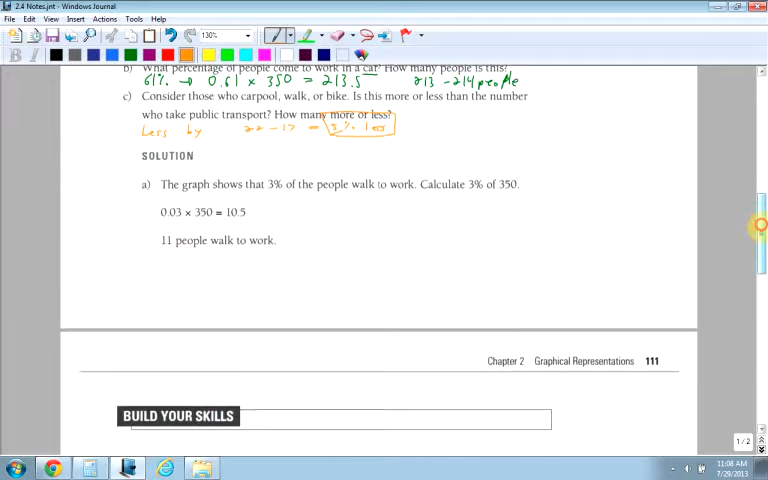 2.4 Notes.jnt - Windows Journal
File Edit View Insert Actions Tools Help
130%
B I
b) What percentage of people come to work in a car? How many people is this?
61% → 0.61 x 350 = 213.5 213 - 214 people
c) Consider those who carpool, walk, or bike. Is this more or less than the number
who take public transport? How many more or less?
Less by 22 - 17 = 5% less
SOLUTION
a) The graph shows that 3% of the people walk to work. Calculate 3% of 350.
0.03 × 350 = 10.5
11 people walk to work.
Chapter 2 Graphical Representations 111
BUILD YOUR SKILLS
1 / 2
11:08 AM
7/29/2013